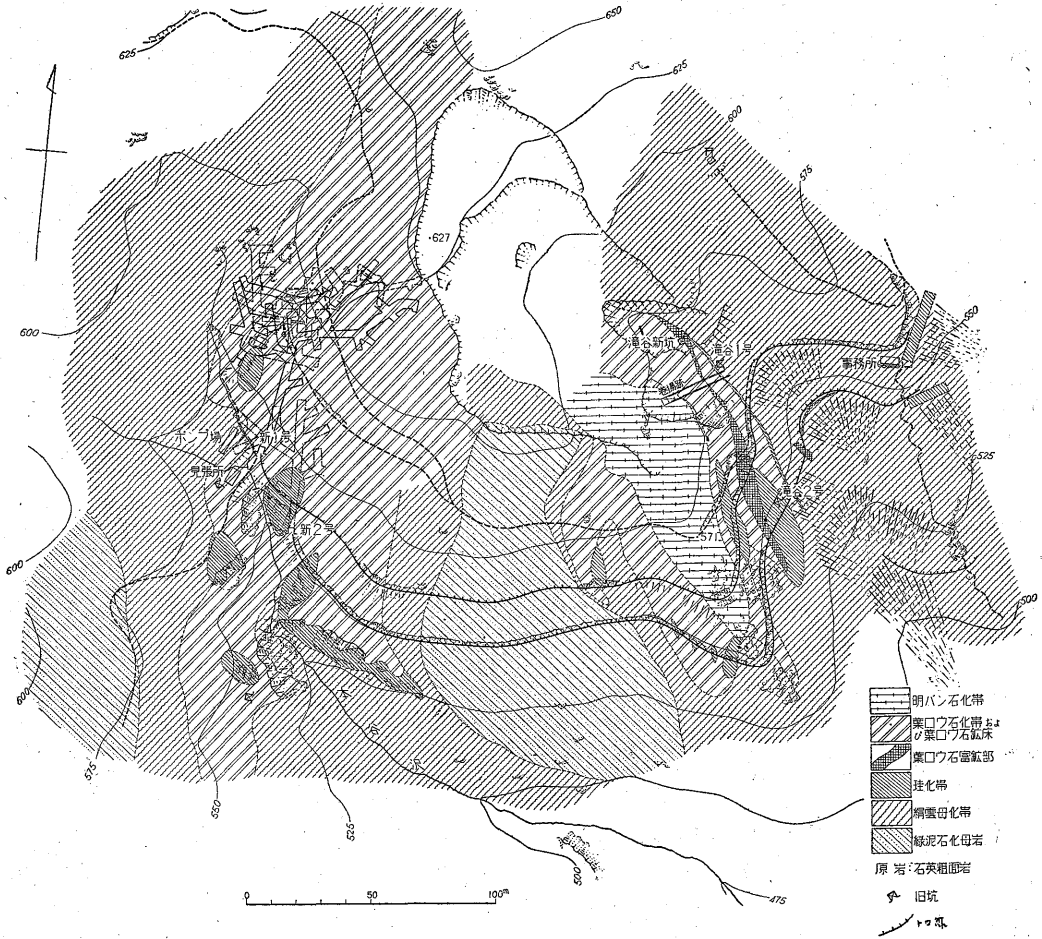 650
625
625
600
575
627
600
550
滝谷新坑
滝谷1号
事務所
525
ポンプ場
新1号
見張所
滝谷2号
新2号
571
600
500
600
575
550
525
500
475
明バン石化帯
葉ロウ石化帯およ
び葉ロウ石鉱床
葉ロウ石富鉱部
珪化帯
絹雲母化帯
緑泥石化母岩
原岩:石英粗面岩
旧坑
0 50 100m